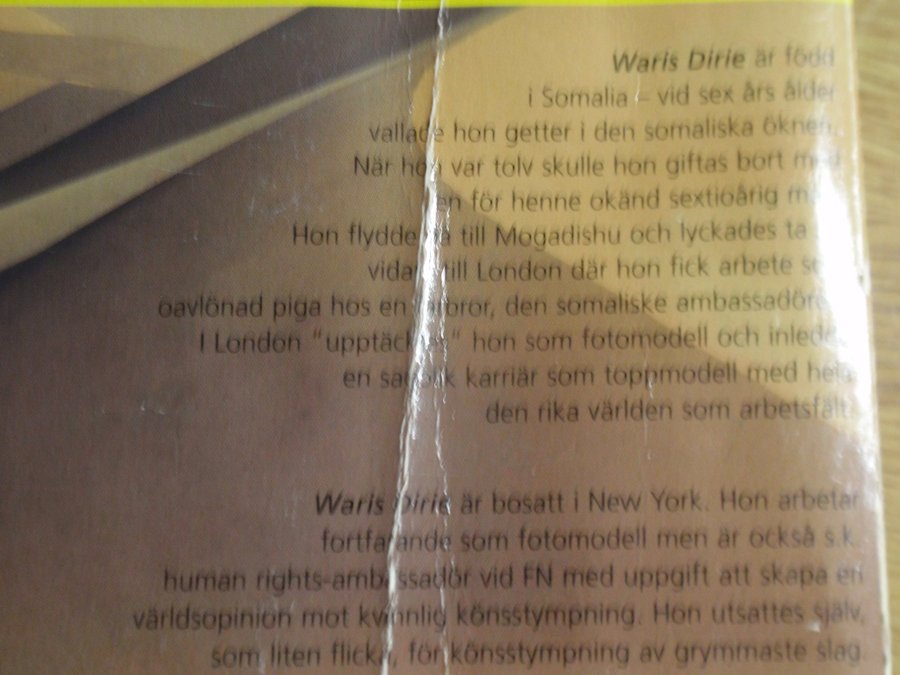 Waris Dirie är född
i Somalia – vid sex års ålder
vallade hon getter i den somaliska öknen.
När hon var tolv skulle hon giftas bort med
en för henne okänd sextioårig
Hon flydde till Mogadishu och lyckades ta
vidare till London där hon fick arbete
oavlönad piga hos en farbror, den somaliske ambassadören.
I London "upptäcktes" hon som fotomodell och inledde
en karriär som toppmodell med hela
den rika världen som arbetsfält.
Waris Dirie är bosatt i New York. Hon arbetar
fortfarande som fotomodell men är också s.k.
human rights-ambassadör vid FN med uppgift att skapa en
världsopinion mot kvinnlig könsstympning. Hon utsattes själv,
som liten flicka, för könsstympning av grymmaste slag.